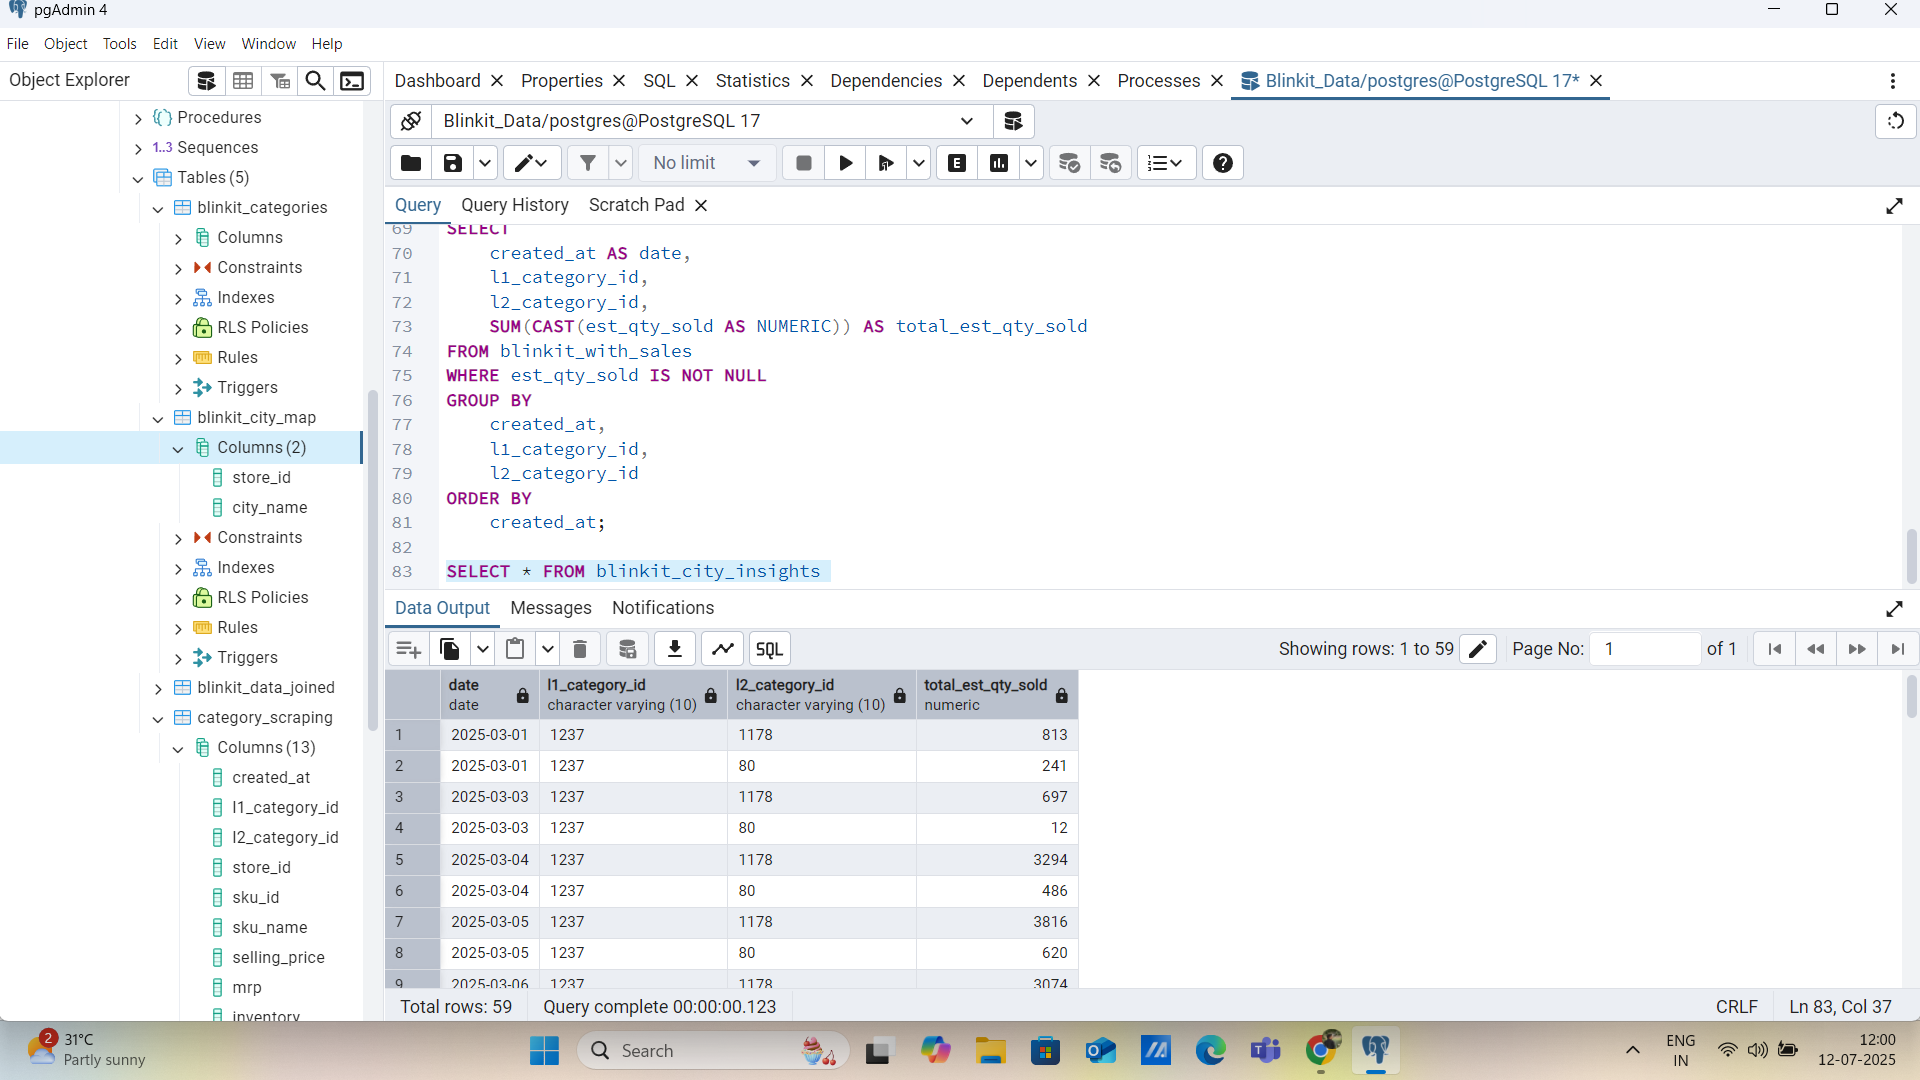 pgAdmin 4
File Object Tools Edit View Window Help
Object Explorer
Dashboard Properties SQL Statistics Dependencies Dependents Processes Blinkit_Data/postgres@PostgreSQL 17*
Blinkit_Data/postgres@PostgreSQL 17
No limit
Query Query History Scratch Pad
Procedures
1..3 Sequences
Tables (5)
blinkit_categories
Columns
Constraints
Indexes
RLS Policies
Rules
Triggers
blinkit_city_map
Columns (2)
store_id
city_name
Constraints
Indexes
RLS Policies
Rules
Triggers
blinkit_data_joined
category_scraping
Columns (13)
created_at
l1_category_id
l2_category_id
store_id
sku_id
sku_name
selling_price
mrp
inventory
69 SELECT
70 created_at AS date,
71 l1_category_id,
72 l2_category_id,
73 SUM(CAST(est_qty_sold AS NUMERIC)) AS total_est_qty_sold
74 FROM blinkit_with_sales
75 WHERE est_qty_sold IS NOT NULL
76 GROUP BY
77 created_at,
78 l1_category_id,
79 l2_category_id
80 ORDER BY
81 created_at;
82
83 SELECT * FROM blinkit_city_insights
Data Output Messages Notifications
SQL Showing rows: 1 to 59 Page No: 1 of 1
date l1_category_id l2_category_id total_est_qty_sold
date character varying (10) character varying (10) numeric
1 2025-03-01 1237 1178 813
2 2025-03-01 1237 80 241
3 2025-03-03 1237 1178 697
4 2025-03-03 1237 80 12
5 2025-03-04 1237 1178 3294
6 2025-03-04 1237 80 486
7 2025-03-05 1237 1178 3816
8 2025-03-05 1237 80 620
9 2025-03-06 1237 1178 3074
Total rows: 59 Query complete 00:00:00.123 CRLF Ln 83, Col 37
2 31°C
Partly sunny
Search
ENG
IN
12:00
12-07-2025